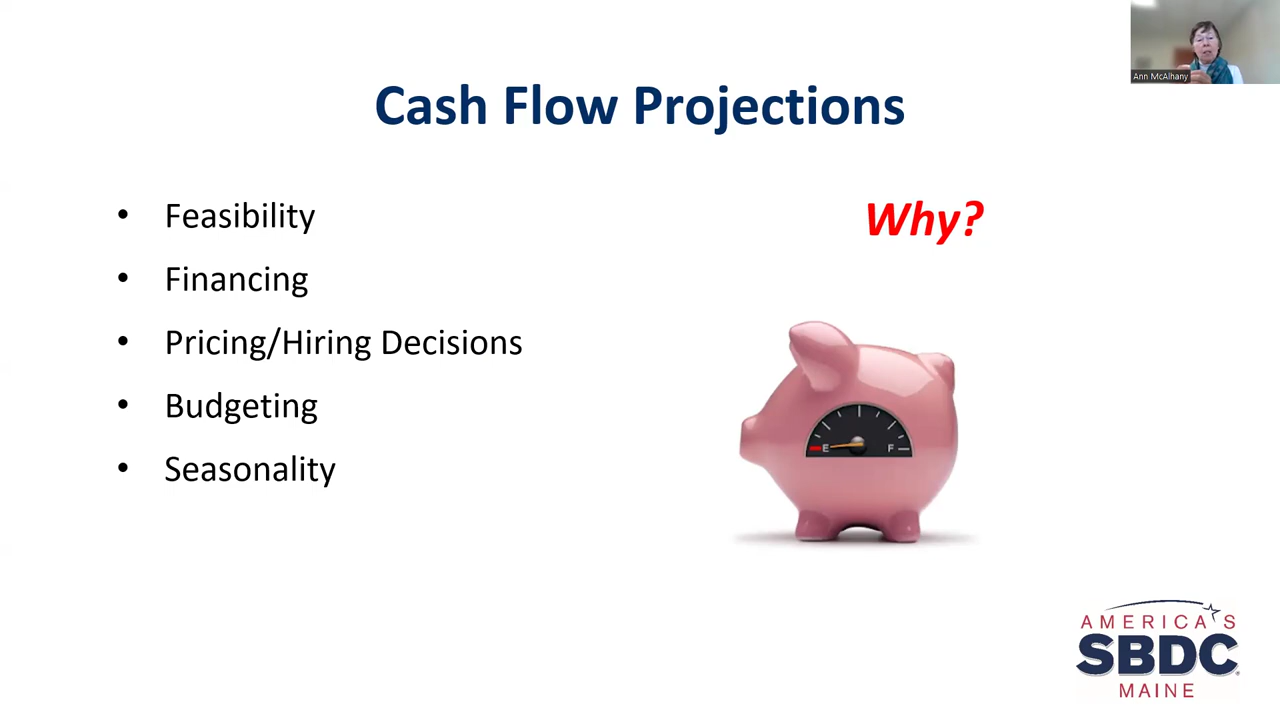 Ann McAlhany
Cash Flow Projections
• Feasibility
• Financing
• Pricing/Hiring Decisions
• Budgeting
• Seasonality
Why?
E F
AMERICA'S
SBDC
MAINE